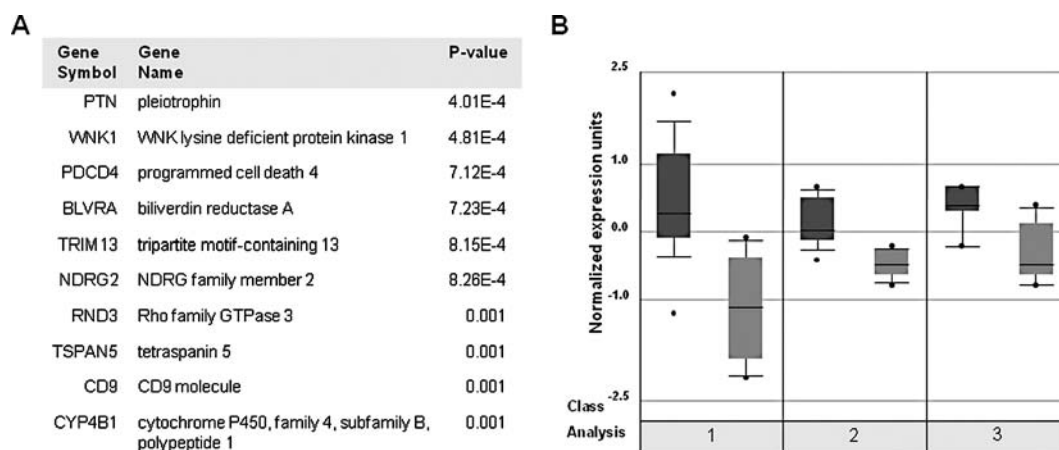 A
Gene Symbol Gene Name P-value
PTN pleiotrophin 4.01E-4
WNK1 WNK lysine deficient protein kinase 1 4.81E-4
PDCD4 programmed cell death 4 7.12E-4
BLVRA biliverdin reductase A 7.23E-4
TRIM13 tripartite motif-containing 13 8.15E-4
NDRG2 NDRG family member 2 8.26E-4
RND3 Rho family GTPase 3 0.001
TSPAN5 tetraspanin 5 0.001
CD9 CD9 molecule 0.001
CYP4B1 cytochrome P450, family 4, subfamily B, 0.001
polypeptide 1
B
Normalized expression units
2.5
1.0
0.0
-1.0
-2.5
Class
Analysis 1 2 3